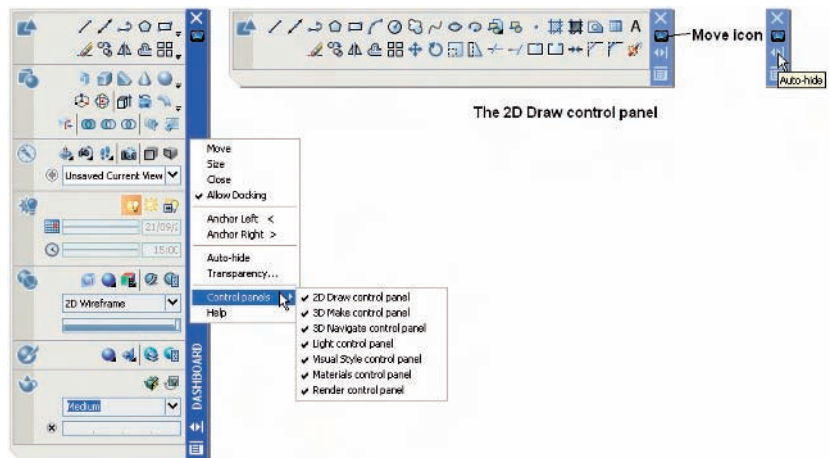 A
Move icon
Auto-hide
The 2D Draw control panel
Unsaved Current View
21/09/2
15:00
2D Wireframe
Medium
DASHBOARD
Move
Size
Close
Allow Docking
Anchor Left <
Anchor Right >
Auto-hide
Transparency...
Control panels
Help
2D Draw control panel
3D Make control panel
3D Navigate control panel
Light control panel
Visual Style control panel
Materials control panel
Render control panel